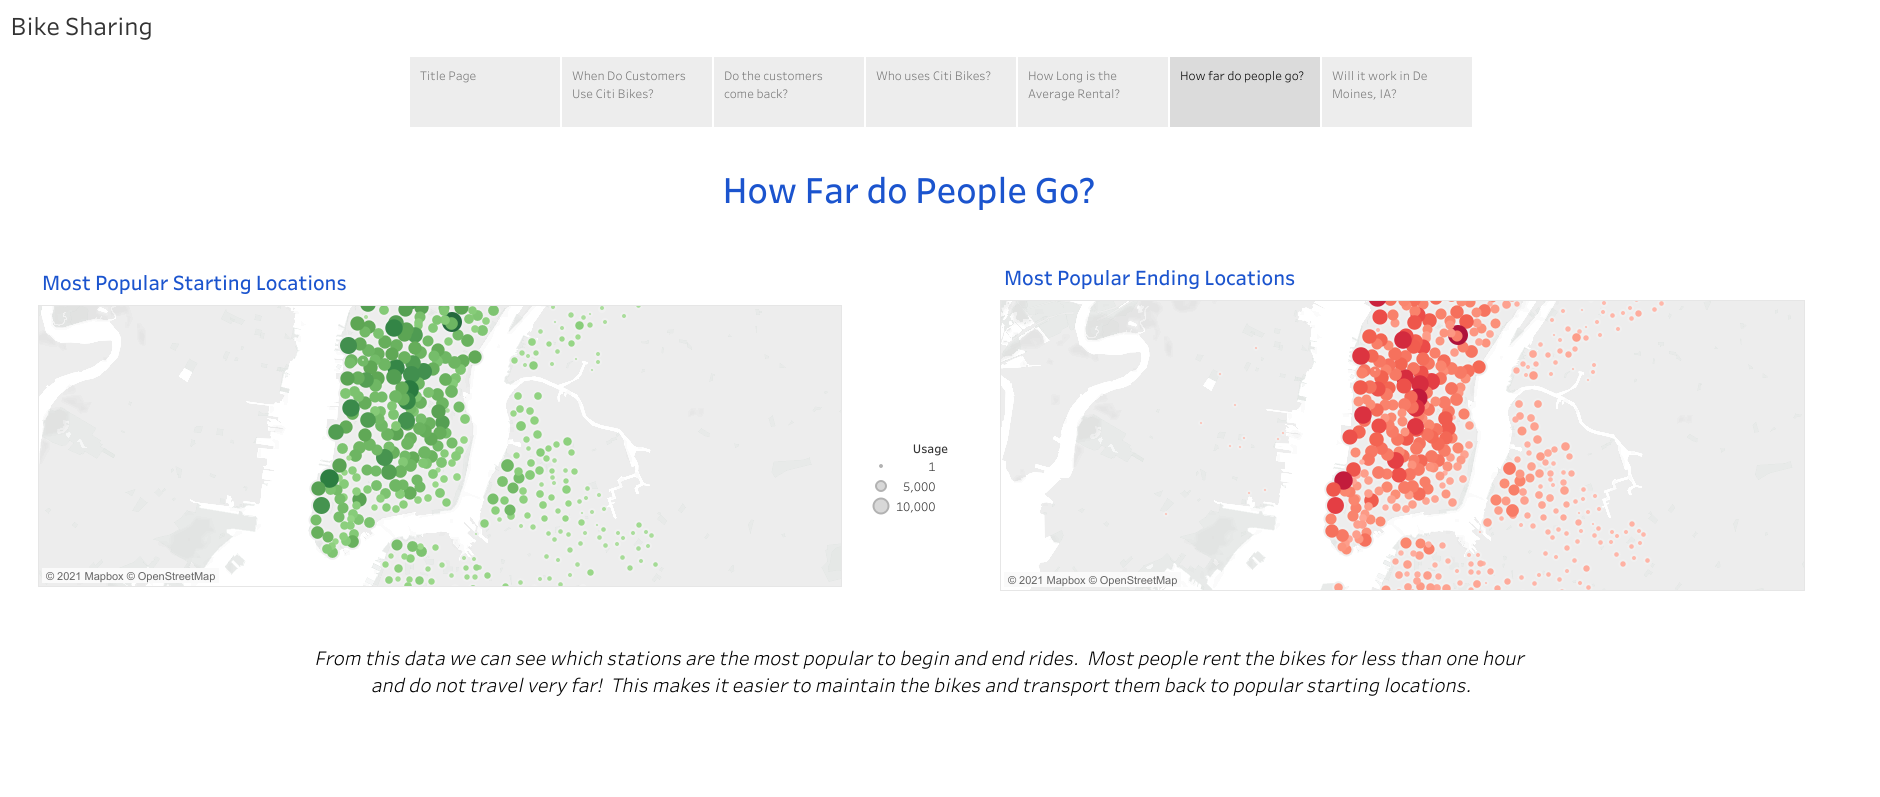 Bike Sharing
Title Page
When Do Customers
Use Citi Bikes?
Do the customers
come back?
Who uses Citi Bikes?
How Long is the
Average Rental?
How far do people go?
Will it work in De
Moines, IA?
How Far do People Go?
Most Popular Starting Locations
© 2021 Mapbox © OpenStreetMap
Usage
1
5,000
10,000
Most Popular Ending Locations
© 2021 Mapbox © OpenStreetMap
From this data we can see which stations are the most popular to begin and end rides.  Most people rent the bikes for less than one hour
and do not travel very far!  This makes it easier to maintain the bikes and transport them back to popular starting locations.